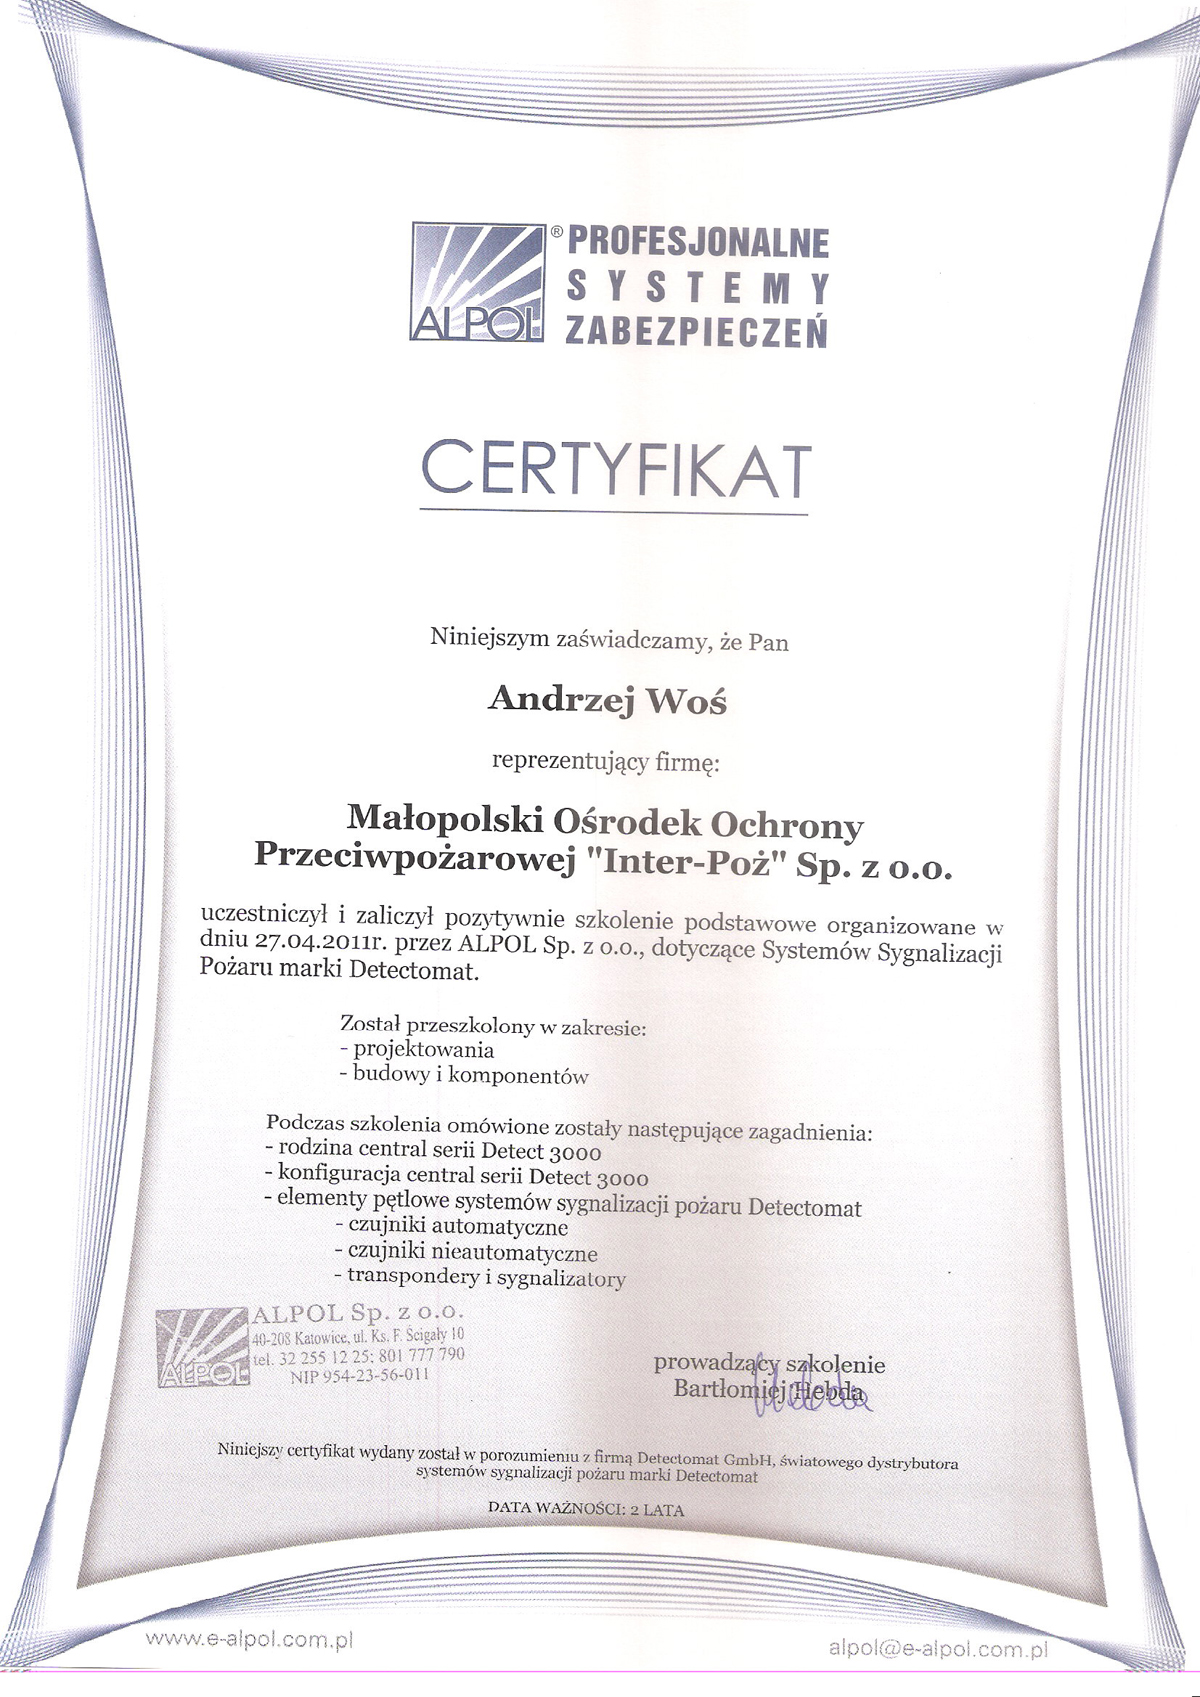 ALPOL® PROFESJONALNE
SYSTEMY
ZABEZPIECZEŃ
CERTYFIKAT
Niniejszym zaświadczamy, że Pan
Andrzej Woś
reprezentujący firmę:
Małopolski Ośrodek Ochrony
Przeciwpożarowej "Inter-Poż" Sp. z o.o.
uczestniczył i zaliczył pozytywnie szkolenie podstawowe organizowane w
dniu 27.04.2011r. przez ALPOL Sp. z o.o., dotyczące Systemów Sygnalizacji
Pożaru marki Detectomat.
Został przeszkolony w zakresie:
- projektowania
- budowy i komponentów
Podczas szkolenia omówione zostały następujące zagadnienia:
- rodzina central serii Detect 3000
- konfiguracja central serii Detect 3000
- elementy pętlowe systemów sygnalizacji pożaru Detectomat
- czujniki automatyczne
- czujniki nieautomatyczne
- transpondery i sygnalizatory
ALPOL
ALPOL Sp. z o.o.
40-208 Katowice, ul. Ks. F. Ścigały 10
tel. 32 255 12 25; 801 777 790
NIP 954-23-56-011
prowadzący szkolenie
Bartłomiej Hebda
Hebda
Niniejszy certyfikat wydany został w porozumieniu z firmą Detectomat GmbH, światowego dystrybutora
systemów sygnalizacji pożaru marki Detectomat
DATA WAŻNOŚCI: 2 LATA
www.e-alpol.com.pl
alpol@e-alpol.com.pl